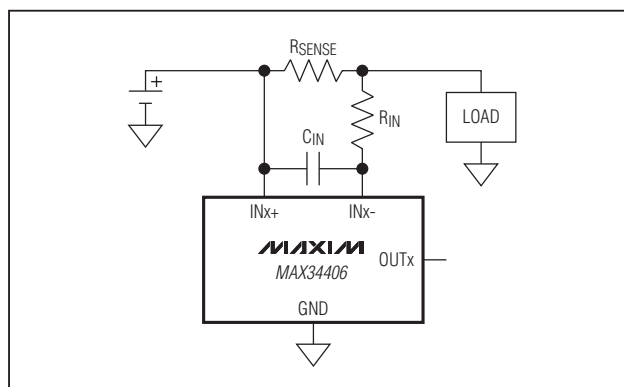 RSENSE
+
RIN
LOAD
CIN
INx+
INx-
MAXIM
OUTx
MAX34406
GND